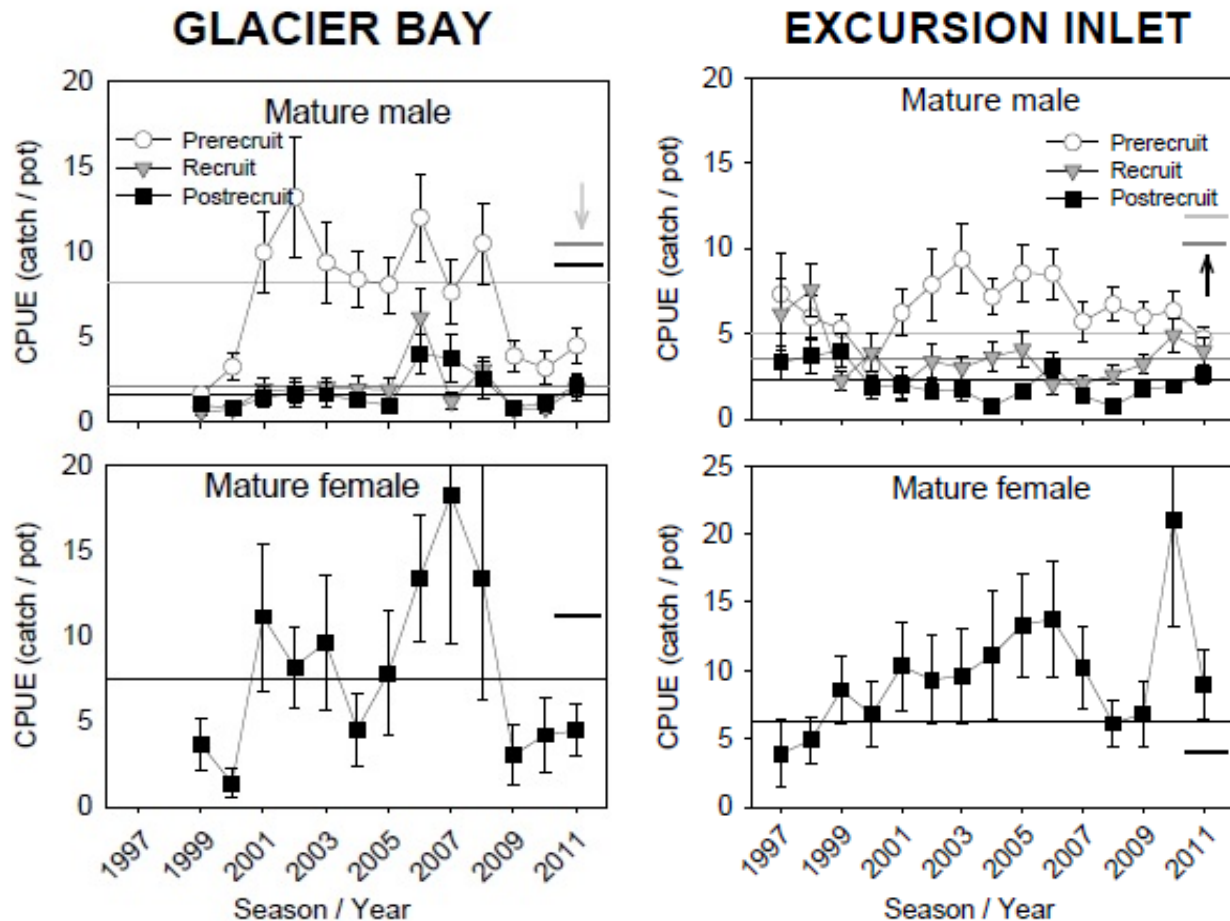 GLACIER BAY
EXCURSION INLET
CPUE (catch / pot)
20
15
10
5
0
Mature male
Prerecruit
Recruit
Postrecruit
CPUE (catch / pot)
20
15
10
5
0
Mature male
Prerecruit
Recruit
Postrecruit
CPUE (catch / pot)
20
15
10
5
0
Mature female
1997
1999
2001
2003
2005
2007
2009
2011
Season / Year
CPUE (catch / pot)
25
20
15
10
5
0
Mature female
1997
1999
2001
2003
2005
2007
2009
2011
Season / Year